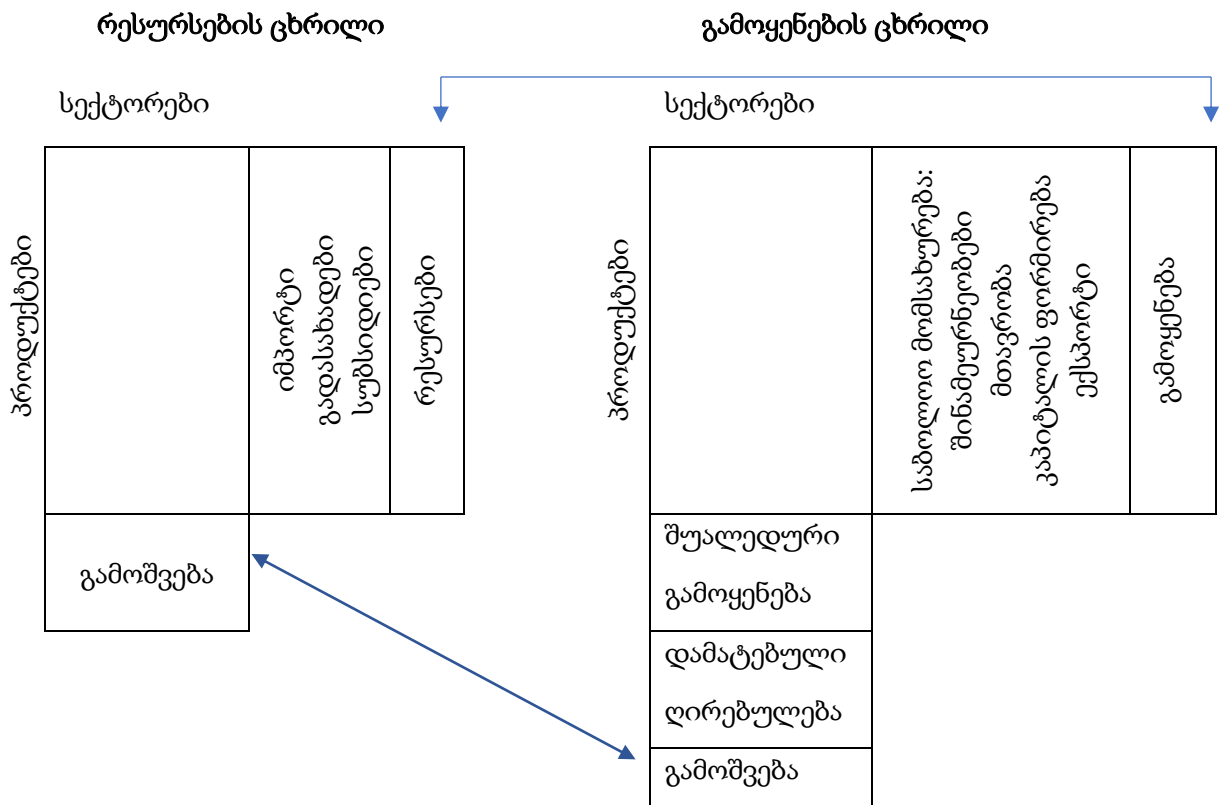 რესურსების ცხრილი
გამოყენების ცხრილი
სექტორები
სექტორები
პროდუქტები
იმპორტი
გადასახადები
სუბსიდიები
რესურსები
გამოშვება
პროდუქტები
საბოლოო მომსახურება:
შინამეურნეობები
მთავრობა
კაპიტალის ფორმირება
ექსპორტი
გამოყენება
შუალედური
გამოყენება
დამატებული
ღირებულება
გამოშვება